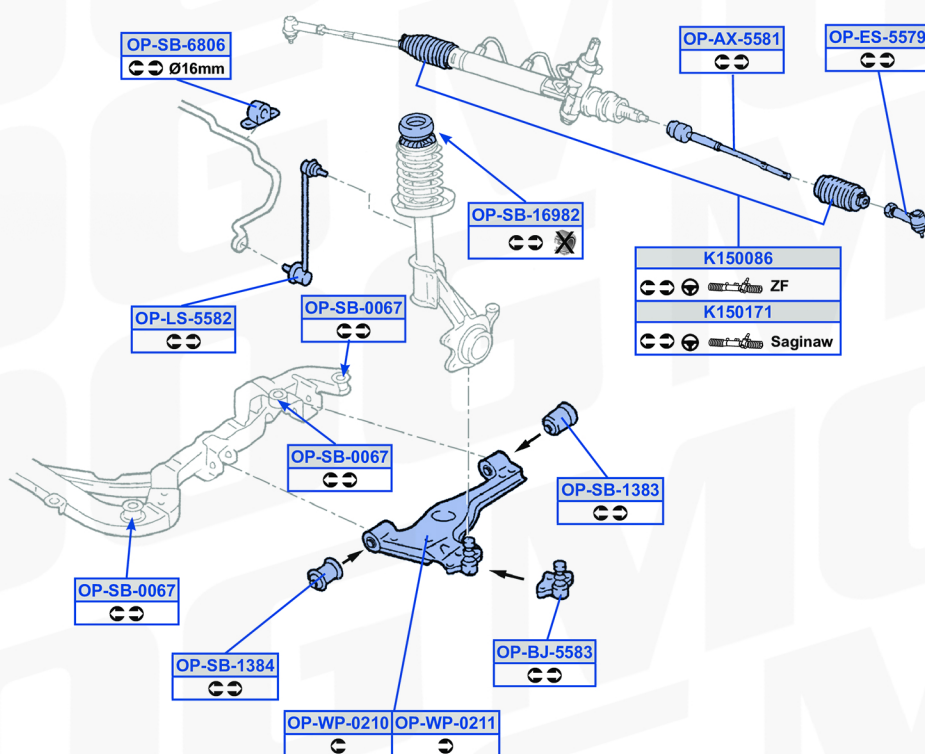 OP-SB-6806
Ø16mm
OP-AX-5581
OP-ES-5579
OP-SB-16982
K150086
ZF
K150171
Saginaw
OP-LS-5582
OP-SB-0067
OP-SB-0067
OP-SB-1383
OP-SB-0067
OP-SB-1384
OP-BJ-5583
OP-WP-0210 OP-WP-0211